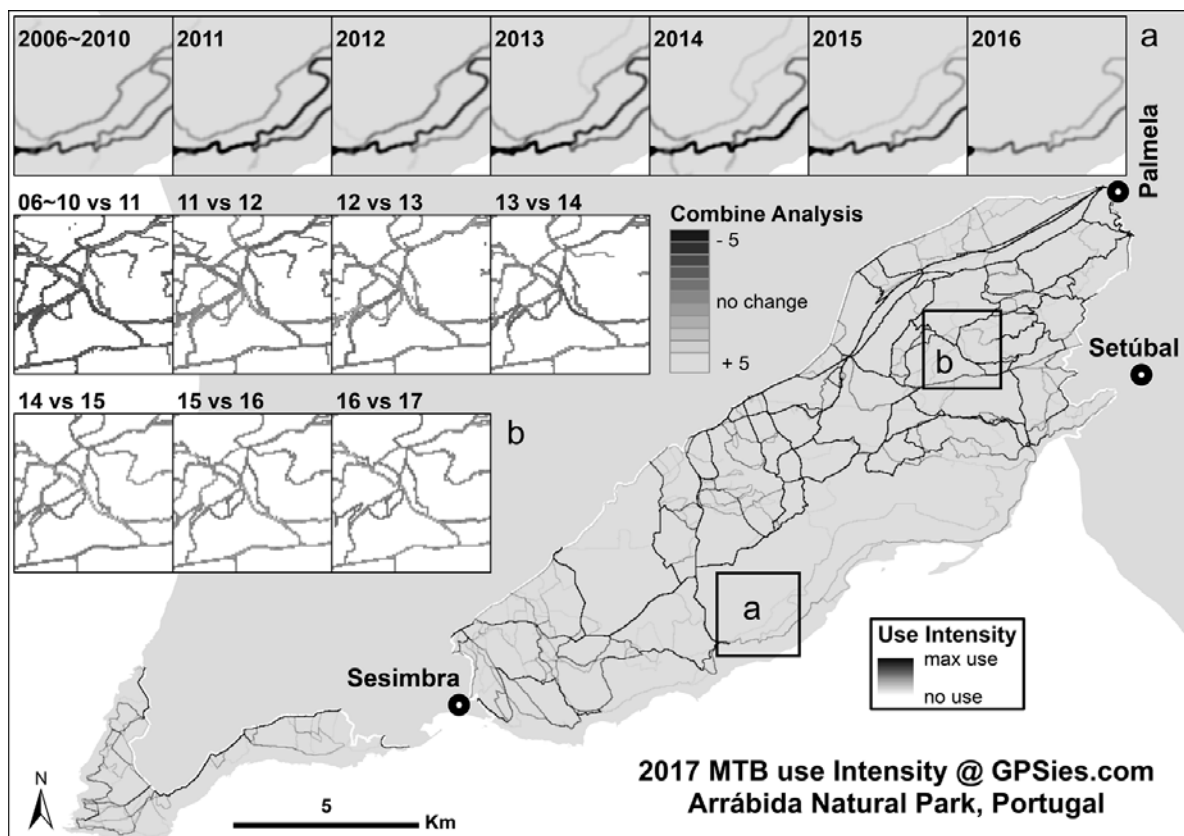 2006~2010 2011 2012 2013 2014 2015 2016 a
Palmela
06~10 vs 11 11 vs 12 12 vs 13 13 vs 14
Combine Analysis
- 5
no change
+ 5
14 vs 15 15 vs 16 16 vs 17
b
b
Setúbal
a
Sesimbra
Use Intensity
max use
no use
2017 MTB use Intensity @ GPSies.com
Arrábida Natural Park, Portugal
N
5
Km